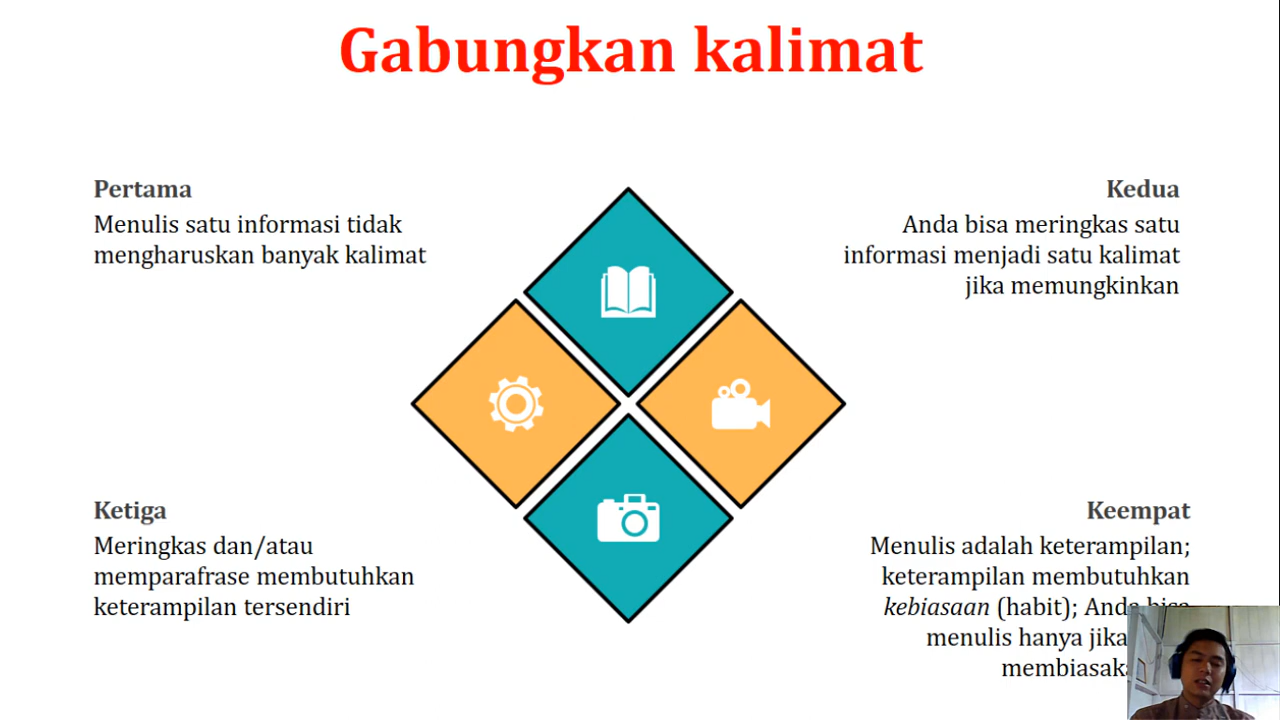 Gabungkan kalimat
Pertama
Menulis satu informasi tidak
mengharuskan banyak kalimat
Kedua
Anda bisa meringkas satu
informasi menjadi satu kalimat
jika memungkinkan
Ketiga
Meringkas dan/atau
memparafrase membutuhkan
keterampilan tersendiri
Keempat
Menulis adalah keterampilan;
keterampilan membutuhkan
kebiasaan (habit); Anda bisa
menulis hanya jika